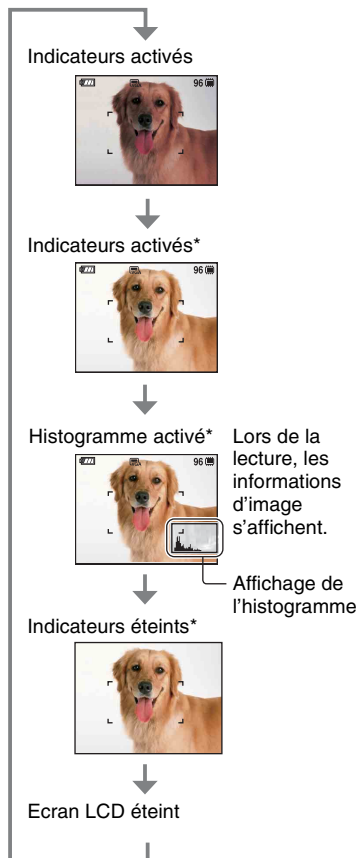 Indicateurs activés
96
Indicateurs activés*
96
Histogramme activé*
96
Lors de la
lecture, les
informations
d'image
s'affichent.
Affichage de
l'histogramme
Indicateurs éteints*
Ecran LCD éteint